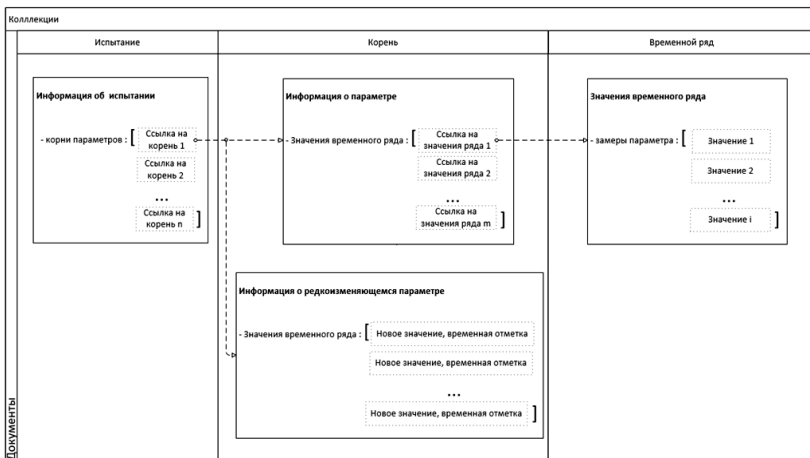 Колллекции
Испытание
Корень
Временной ряд
Информация об испытании
- корни параметров : [
Ссылка на
корень 1
Ссылка на
корень 2
...
Ссылка на
корень n ]
Информация о параметре
- Значения временного ряда : [
Ссылка на
значения ряда 1
Ссылка на
значения ряда 2
...
Ссылка на
значения ряда m ]
Значения временного ряда
- замеры параметра : [ Значение 1
Значение 2
...
Значение i ]
Информация о редкоизменяющемся параметре
- Значения временного ряда : [ Новое значение, временная отметка
Новое значение, временная отметка
...
Новое значение, временная отметка ]
Документы